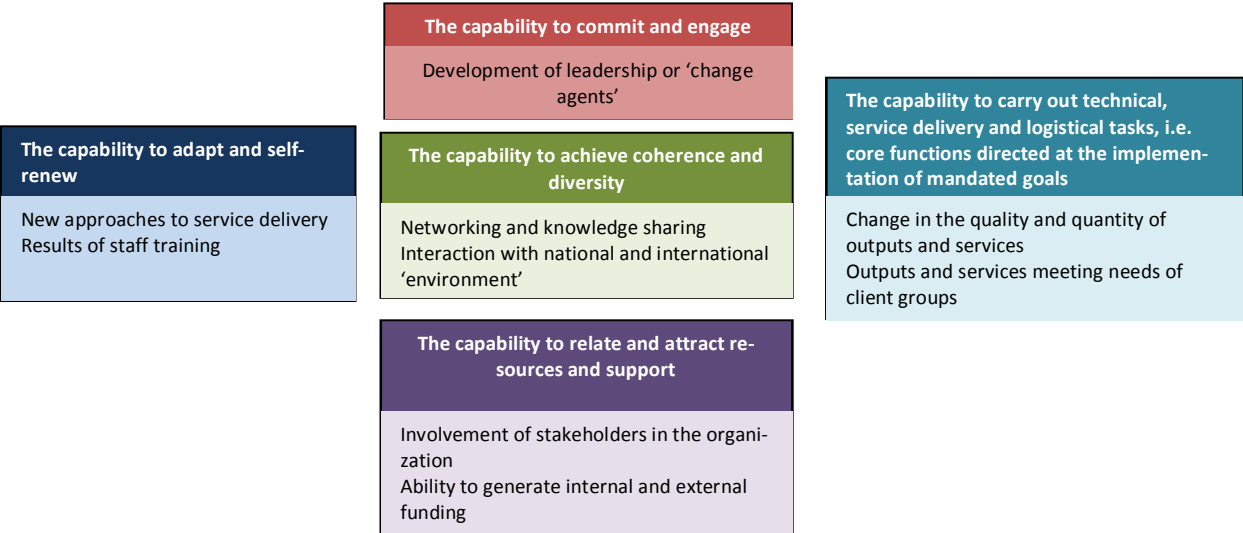 The capability to commit and engage
Development of leadership or ‘change
agents’
The capability to adapt and self-
renew
New approaches to service delivery
Results of staff training
The capability to achieve coherence and
diversity
Networking and knowledge sharing
Interaction with national and international
‘environment’
The capability to relate and attract re-
sources and support
Involvement of stakeholders in the organi-
zation
Ability to generate internal and external
funding
The capability to carry out technical,
service delivery and logistical tasks, i.e.
core functions directed at the implemen-
tation of mandated goals
Change in the quality and quantity of
outputs and services
Outputs and services meeting needs of
client groups